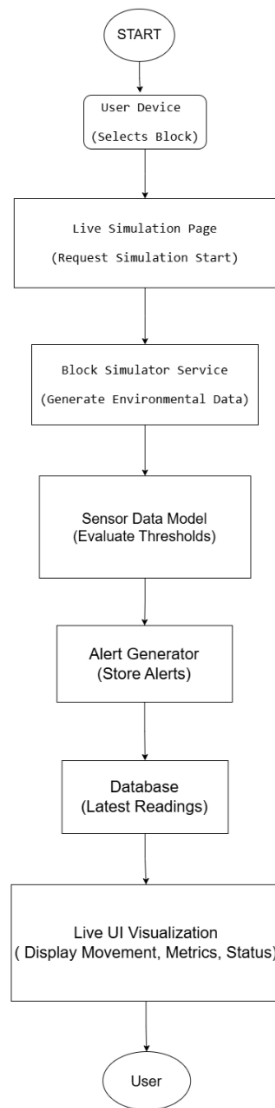 START
User Device
(Selects Block)
Live Simulation Page
(Request Simulation Start)
Block Simulator Service
(Generate Environmental Data)
Sensor Data Model
(Evaluate Thresholds)
Alert Generator
(Store Alerts)
Database
(Latest Readings)
Live UI Visualization
( Display Movement, Metrics, Status)
User